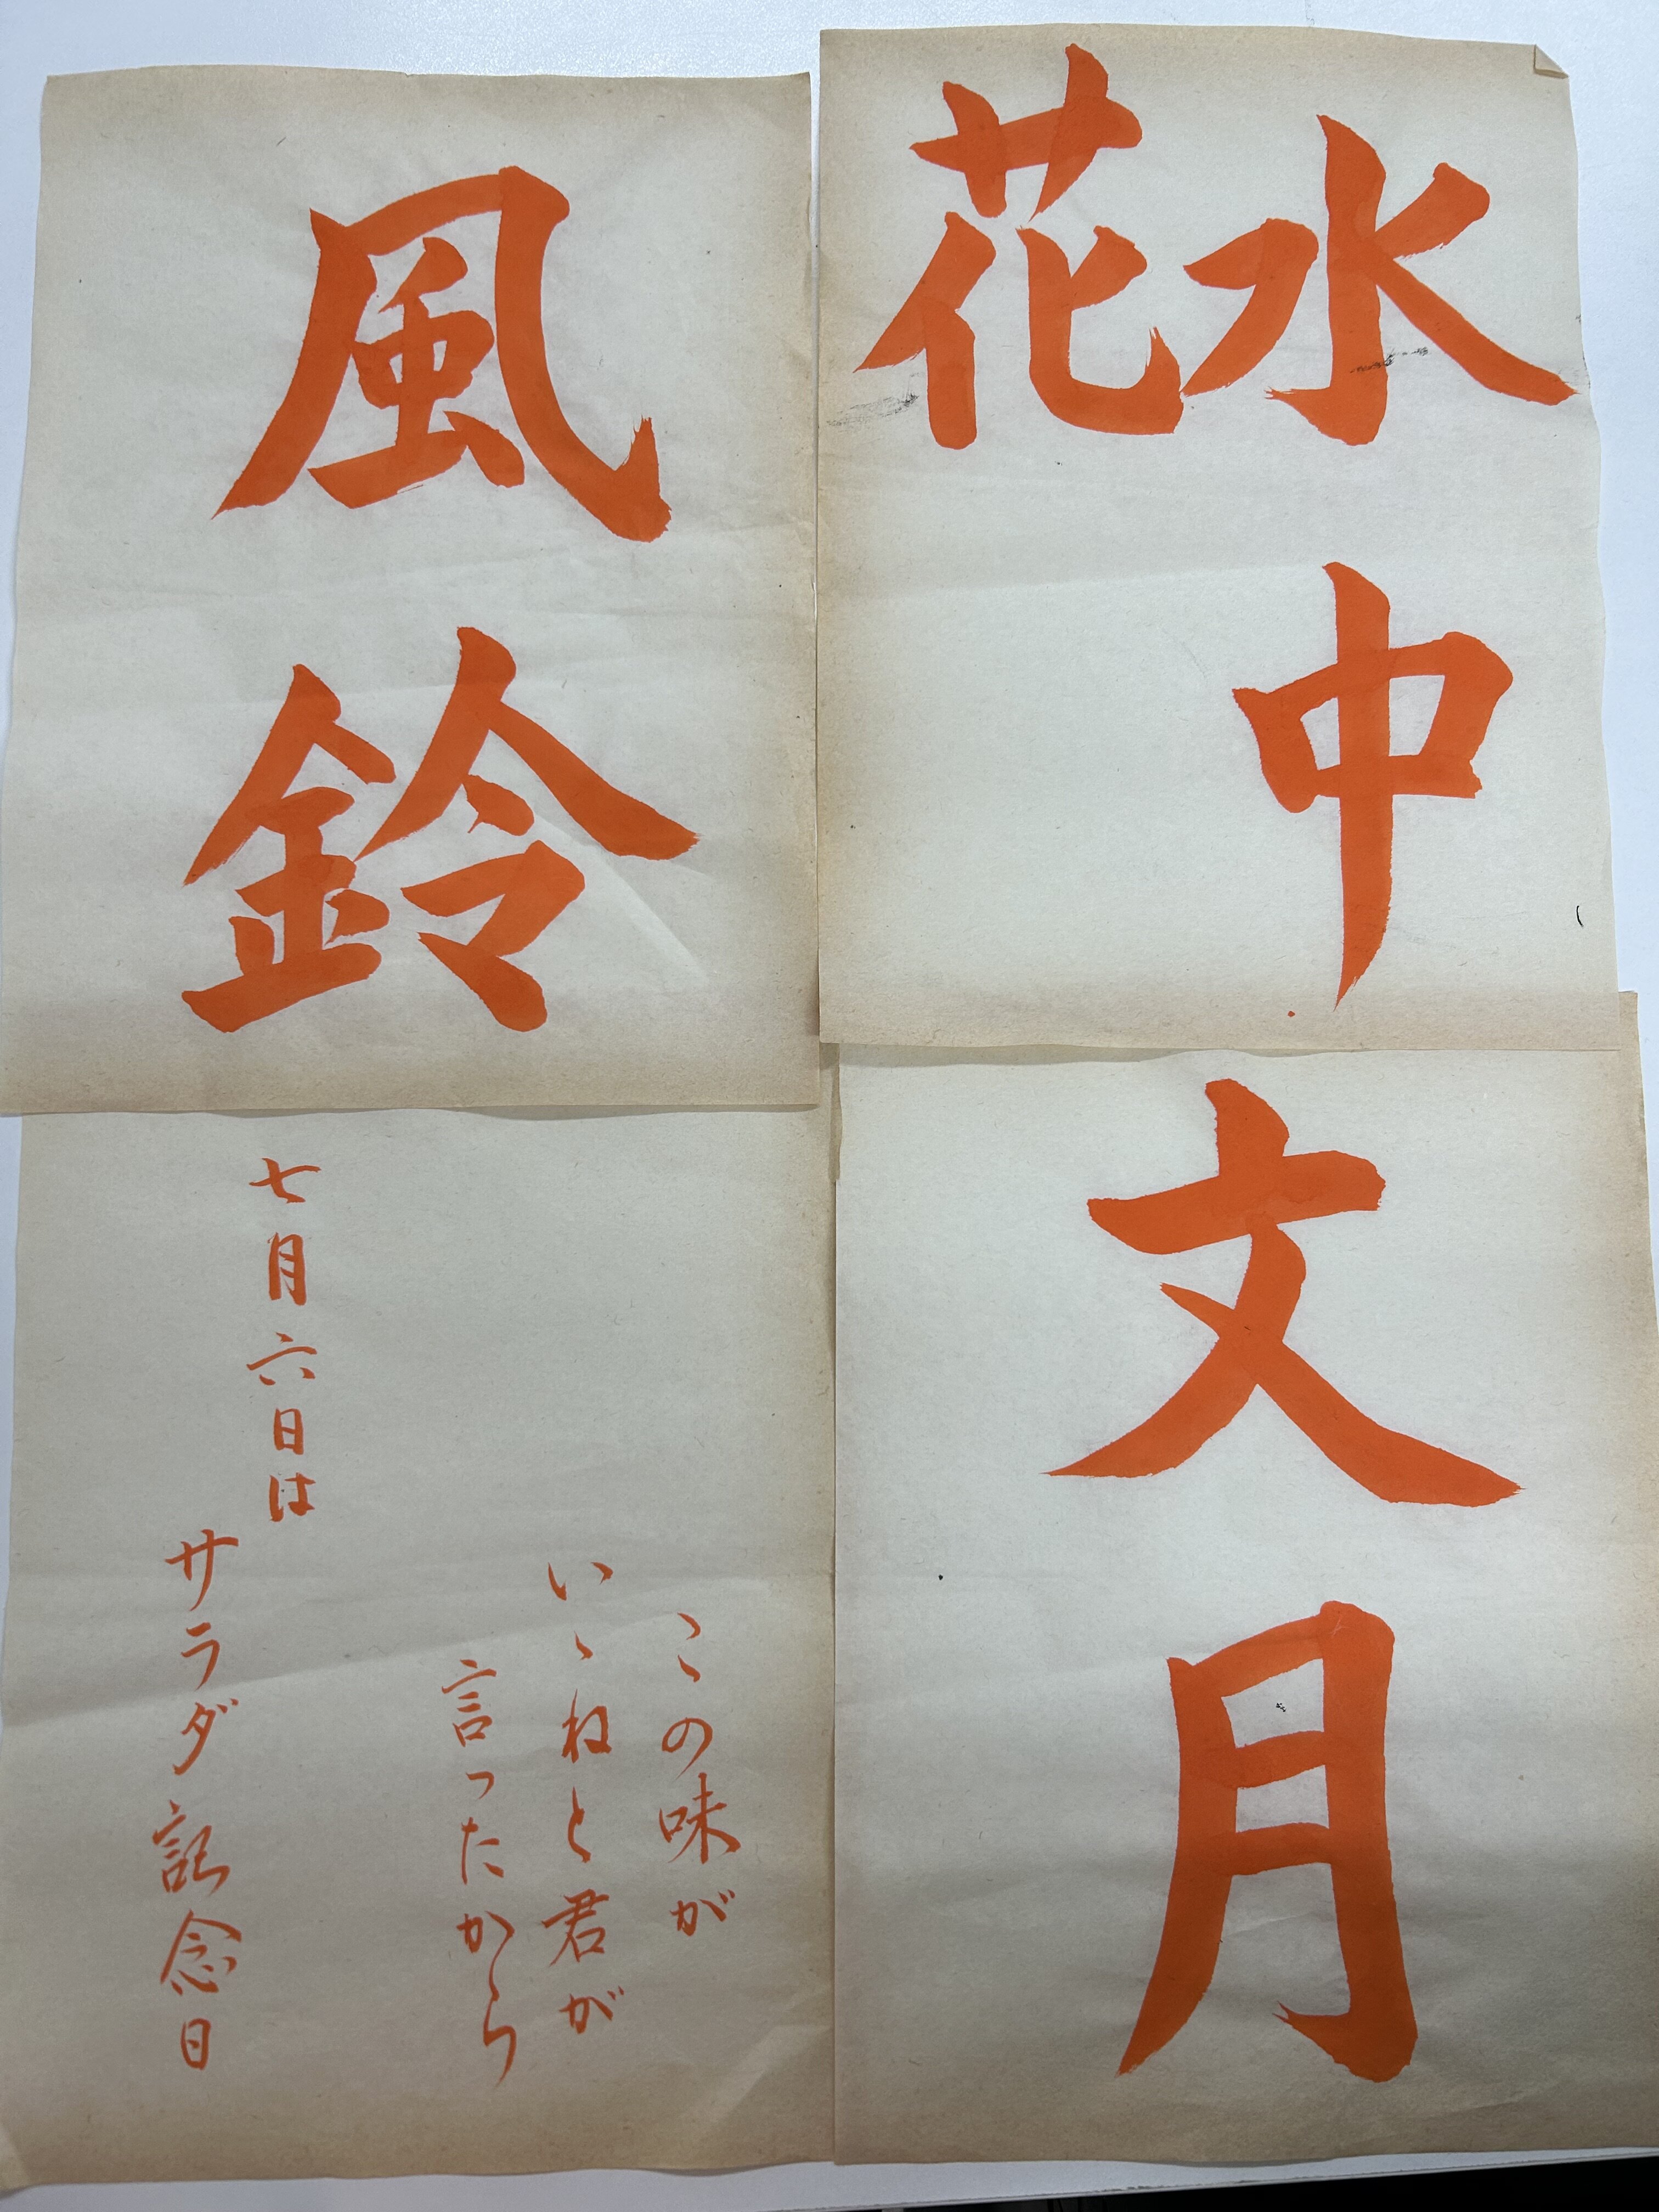 水中
花
風鈴
文月
この味が
いゝねと君が
言ったから
七月六日は
サラダ記念日